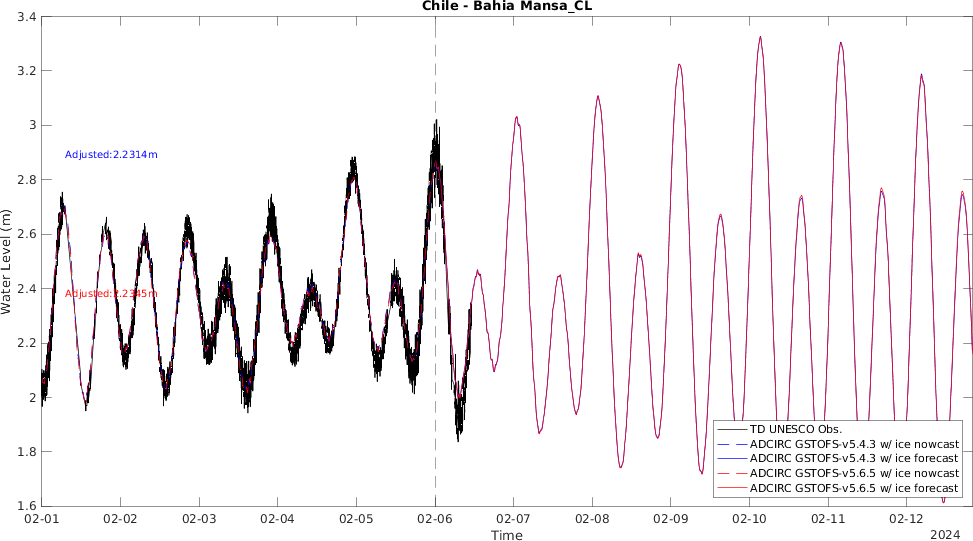 Chile - Bahia Mansa_CL
3.4
3.2
3
2.8
2.6
2.4
2.2
2
1.8
1.6
Water Level (m)
Adjusted:2.2314m
Adjusted:2.2345m
TD UNESCO Obs.
ADCIRC GSTOFS-v5.4.3 w/ ice nowcast
ADCIRC GSTOFS-v5.4.3 w/ ice forecast
ADCIRC GSTOFS-v5.6.5 w/ ice nowcast
ADCIRC GSTOFS-v5.6.5 w/ ice forecast
02-01 02-02 02-03 02-04 02-05 02-06 02-07 02-08 02-09 02-10 02-11 02-12
Time
2024